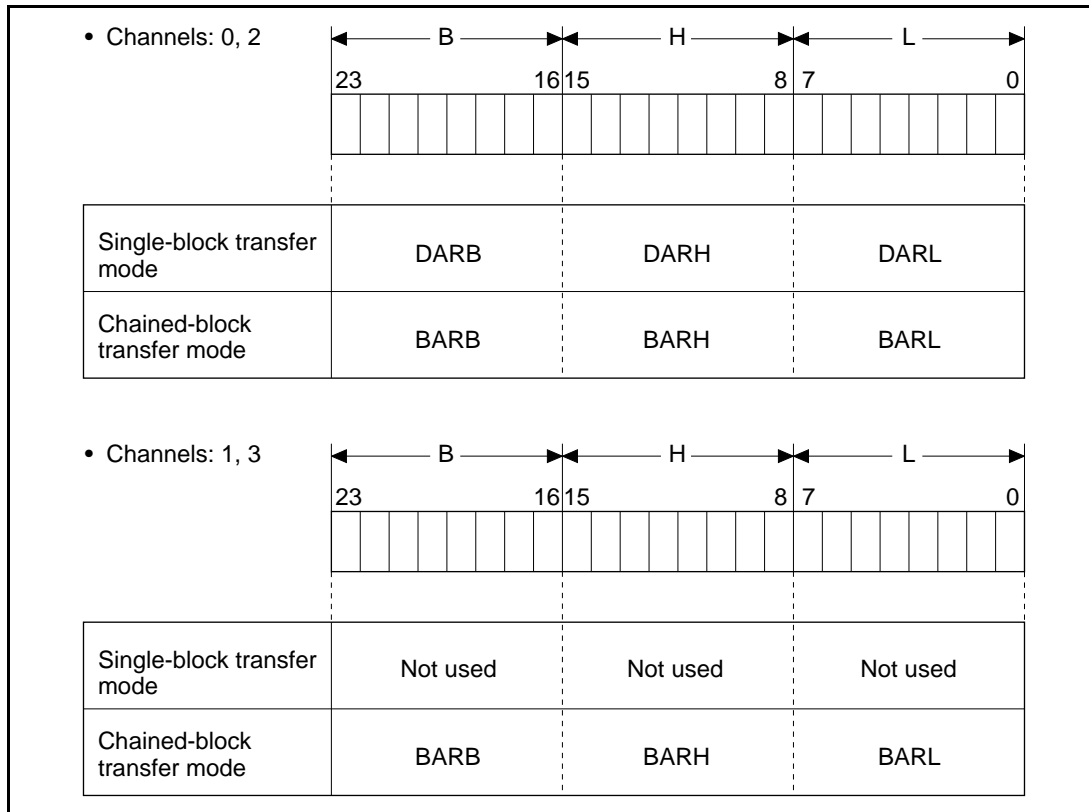 • Channels: 0, 2
B H L
23 16 15 8 7 0
Single-block transfer
mode
DARB DARH DARL
Chained-block
transfer mode
BARB BARH BARL
• Channels: 1, 3
B H L
23 16 15 8 7 0
Single-block transfer
mode
Not used Not used Not used
Chained-block
transfer mode
BARB BARH BARL